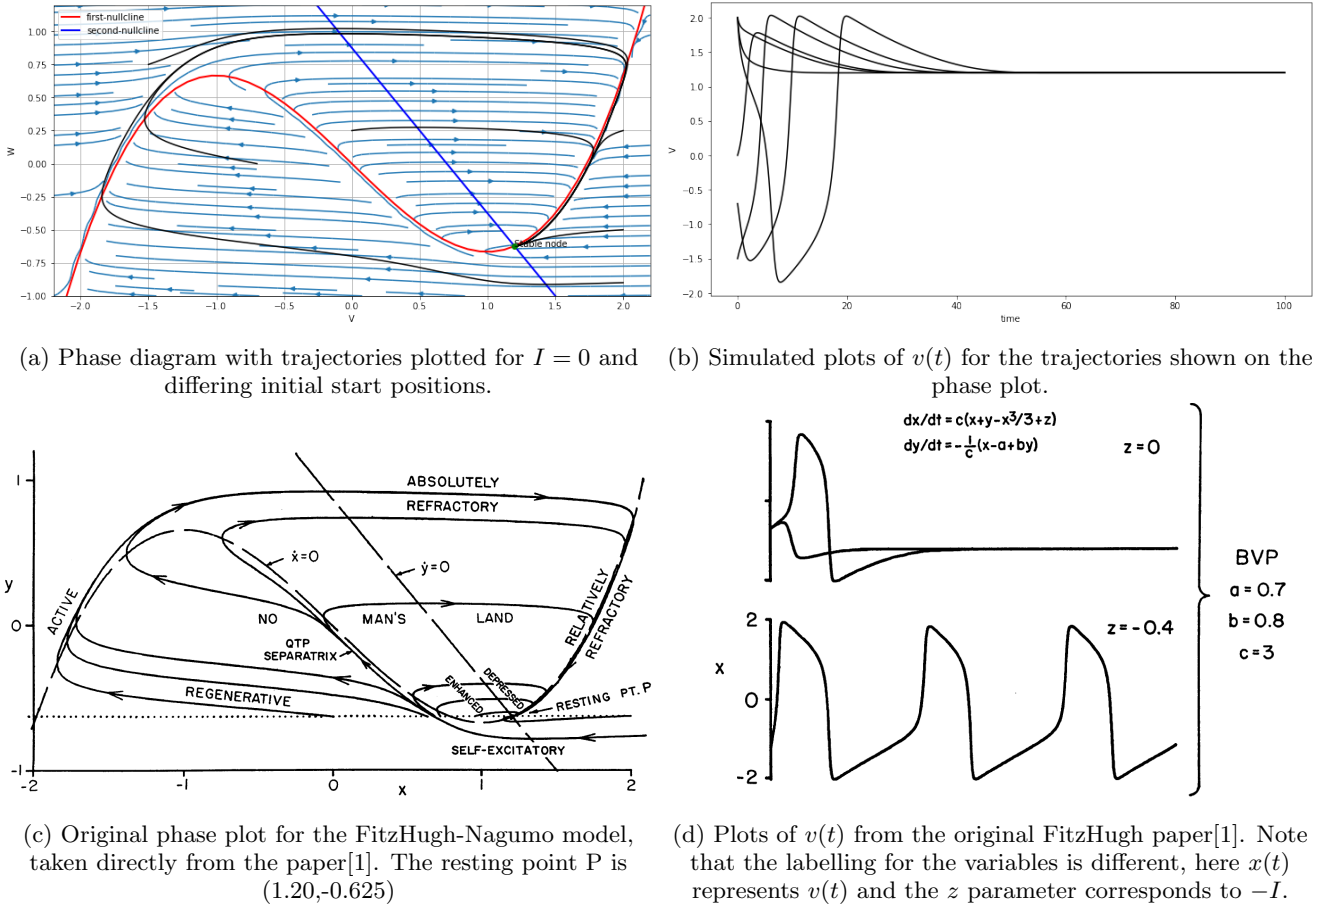 first-nullcline
second-nullcline
1.00
0.75
0.50
0.25
0.00
−0.25
−0.50
−0.75
−1.00
W
Stable node
−2.0 −1.5 −1.0 −0.5 0.0 0.5 1.0 1.5 2.0
V
2.0
1.5
1.0
0.5
0.0
−0.5
−1.0
−1.5
−2.0
V
0 20 40 60 80 100
time
(a) Phase diagram with trajectories plotted for I = 0 and
differing initial start positions.
(b) Simulated plots of v(t) for the trajectories shown on the
phase plot.
1
0
-1
y
ABSOLUTELY
REFRACTORY
ẋ=0
ẏ=0
ACTIVE
NO MAN'S LAND
RELATIVELY
REFRACTORY
QTP
SEPARATRIX
ENHANCED
DEPRESSED
REGENERATIVE
RESTING PT. P
SELF-EXCITATORY
-2 -1 0 1 2
x
dx/dt=c(x+y-x³/3+z)
dy/dt=-1/c(x-a+by)
z=0
2
z=-0.4
X
0
-2
BVP
a=0.7
b=0.8
c=3
(c) Original phase plot for the FitzHugh-Nagumo model,
taken directly from the paper[1]. The resting point P is
(1.20,-0.625)
(d) Plots of v(t) from the original FitzHugh paper[1]. Note
that the labelling for the variables is different, here x(t)
represents v(t) and the z parameter corresponds to −I.